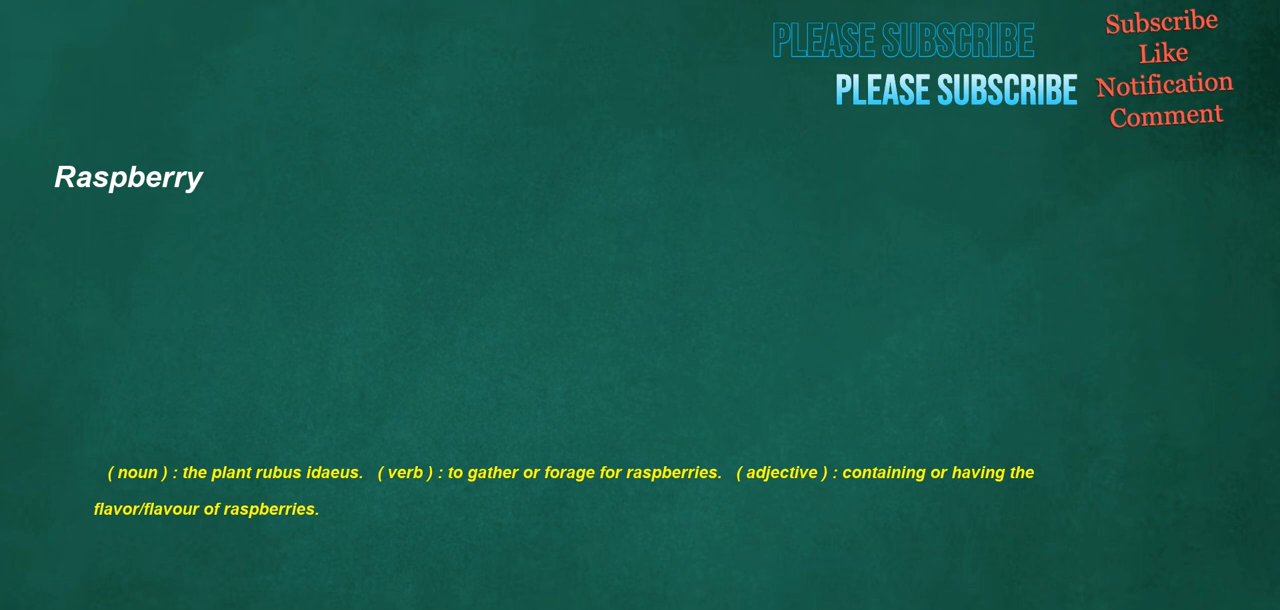 PLEASE SUBSCRIBE
PLEASE SUBSCRIBE
Subscribe
Like
Notification
Comment
Raspberry
( noun ) : the plant rubus idaeus. ( verb ) : to gather or forage for raspberries. ( adjective ) : containing or having the
flavor/flavour of raspberries.